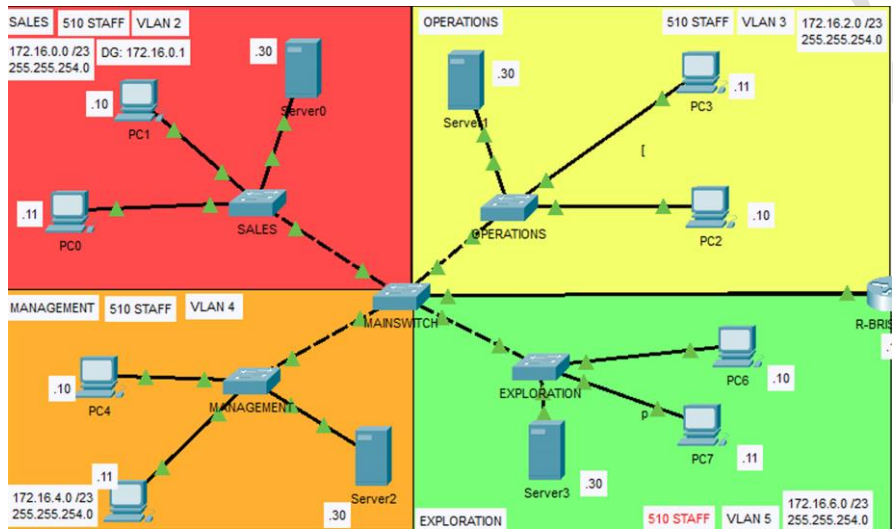 SALES
510 STAFF
VLAN 2
172.16.0.0 /23
255.255.254.0
DG: 172.16.0.1
.30
Server0
.10
PC1
.11
PC0
SALES
OPERATIONS
510 STAFF
VLAN 3
172.16.2.0 /23
255.255.254.0
.30
Server1
.11
PC3
[
.10
PC2
OPERATIONS
MAINSWITCH
R-BRIS
MANAGEMENT
510 STAFF
VLAN 4
.10
PC4
MANAGEMENT
.11
172.16.4.0 /23
255.255.254.0
Server2
.30
EXPLORATION
PC6
.10
p
PC7
.11
Server3
.30
EXPLORATION
510 STAFF
VLAN 5
172.16.6.0 /23
255.255.254.0